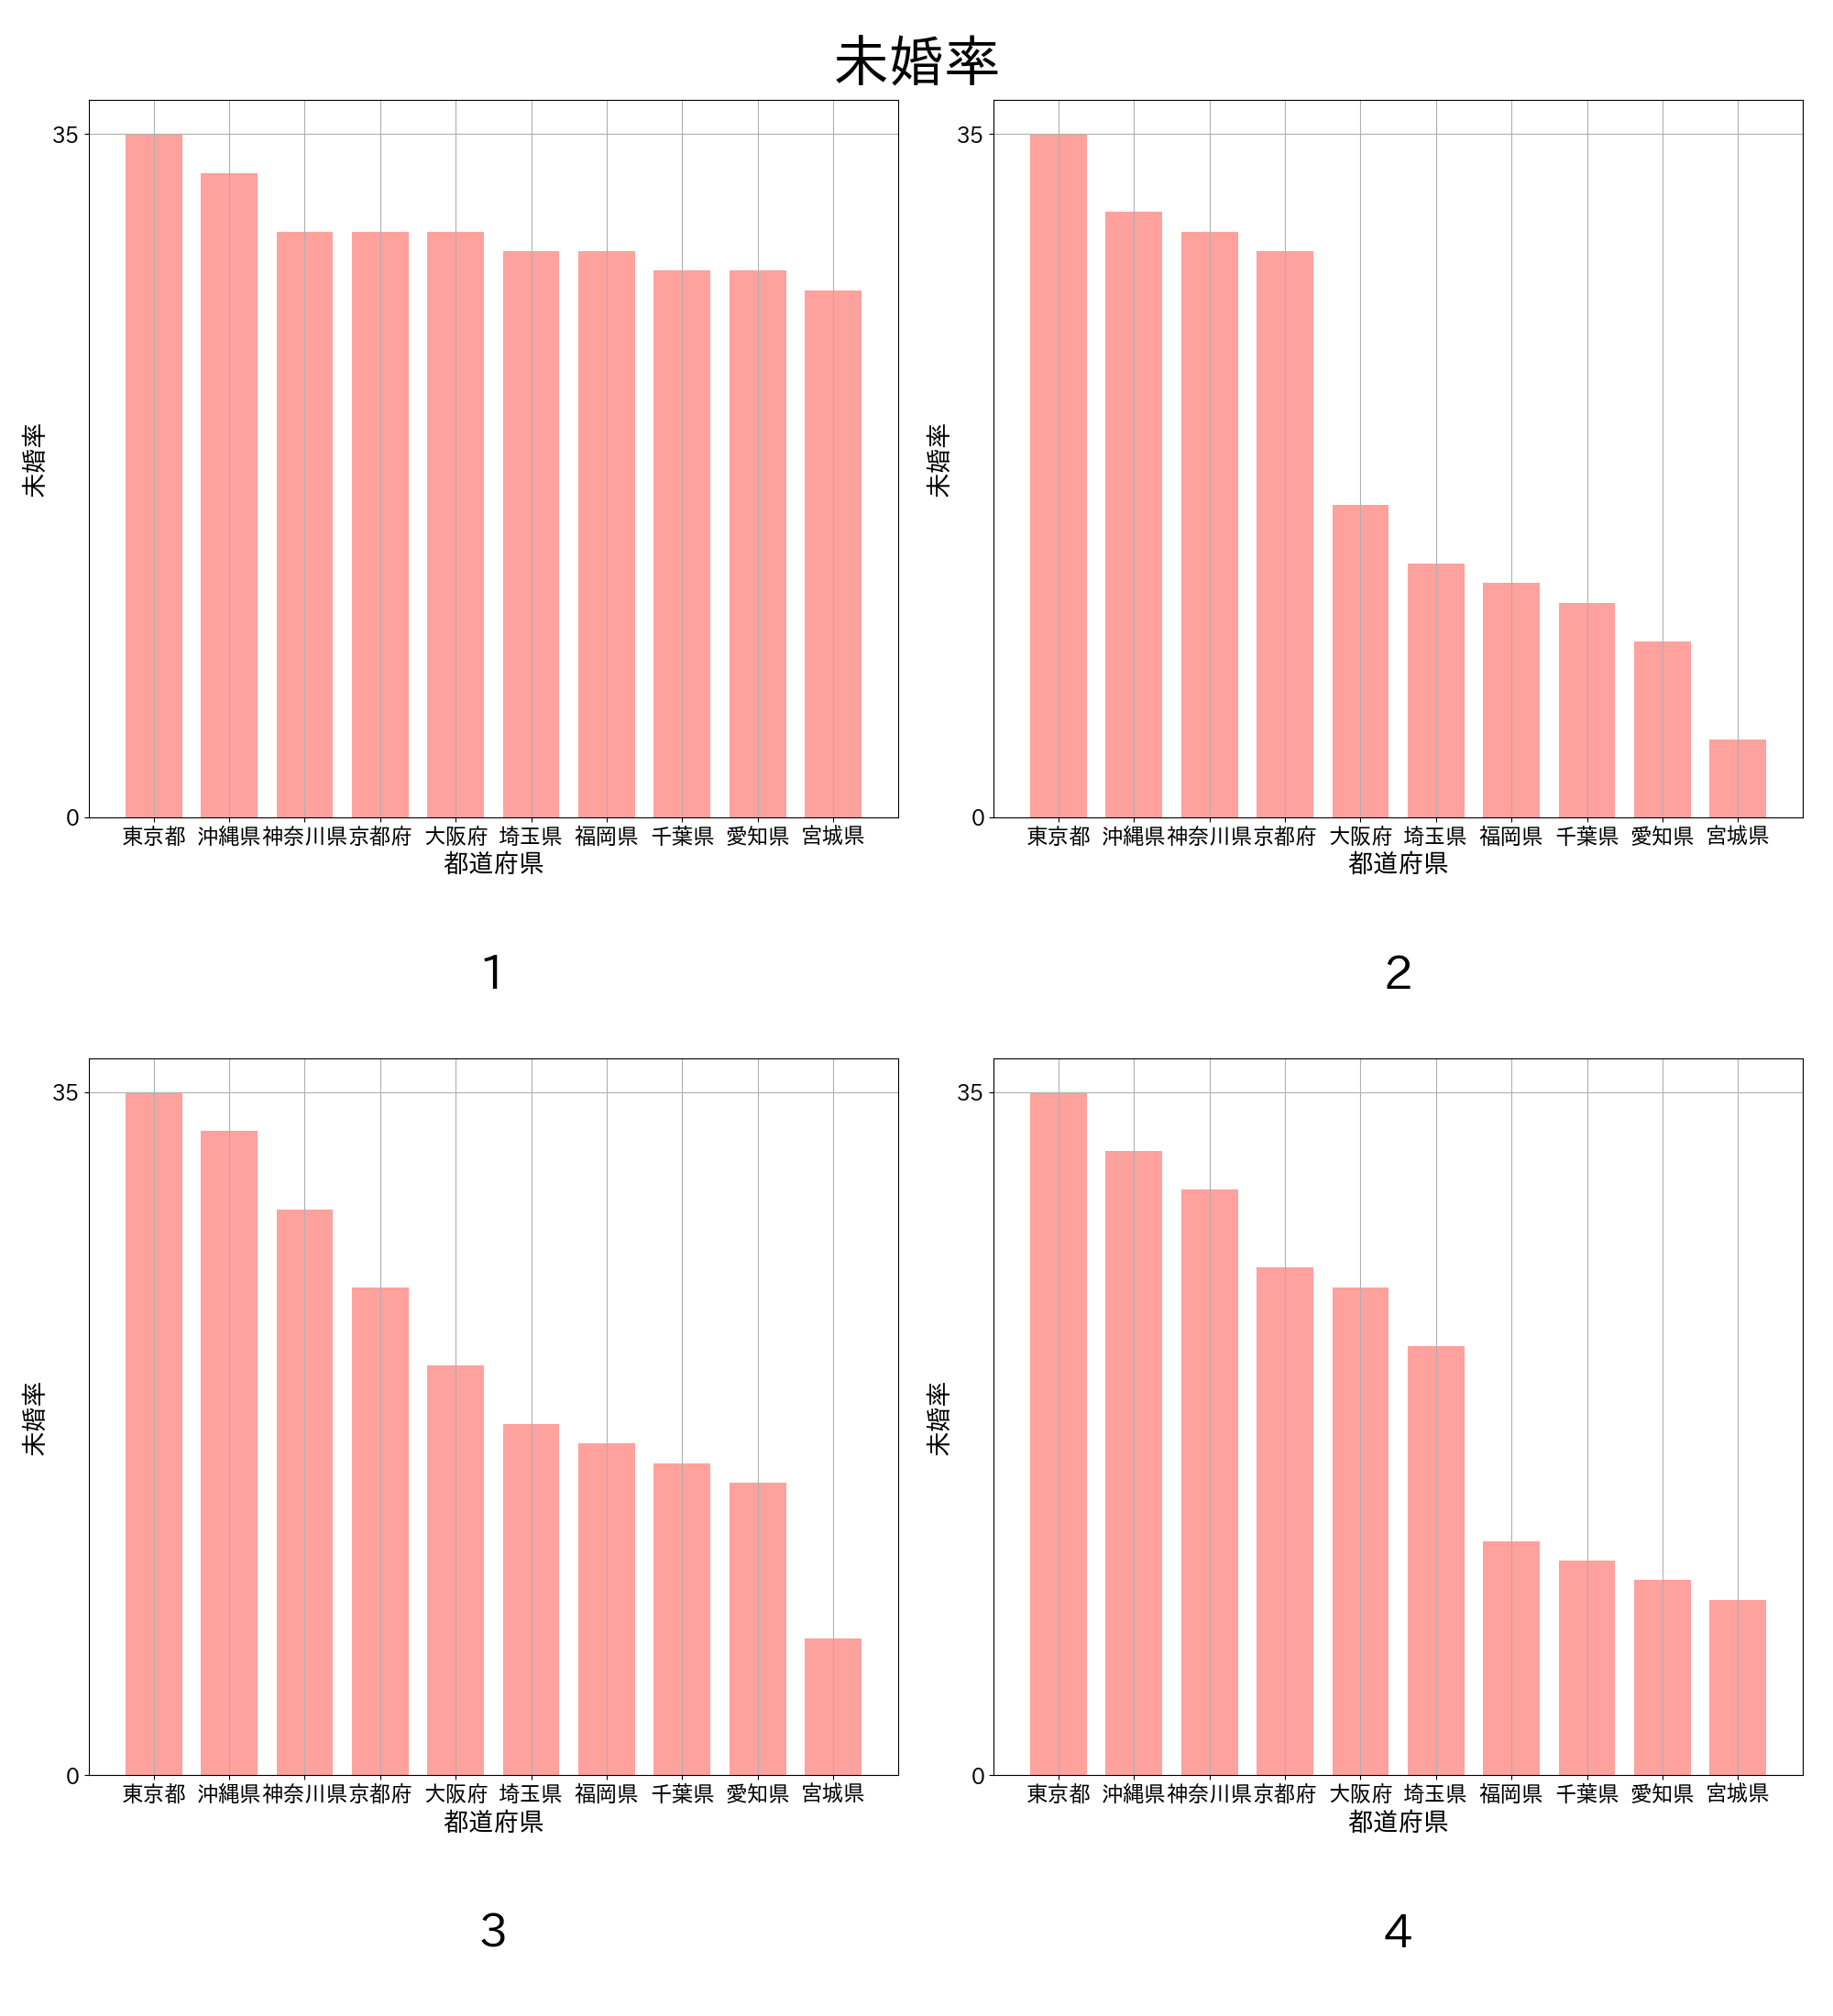 未婚率
35
0
未婚率
東京都 沖縄県 神奈川県 京都府 大阪府 埼玉県 福岡県 千葉県 愛知県 宮城県
都道府県
1
35
0
未婚率
東京都 沖縄県 神奈川県 京都府 大阪府 埼玉県 福岡県 千葉県 愛知県 宮城県
都道府県
2
35
0
未婚率
東京都 沖縄県 神奈川県 京都府 大阪府 埼玉県 福岡県 千葉県 愛知県 宮城県
都道府県
3
35
0
未婚率
東京都 沖縄県 神奈川県 京都府 大阪府 埼玉県 福岡県 千葉県 愛知県 宮城県
都道府県
4